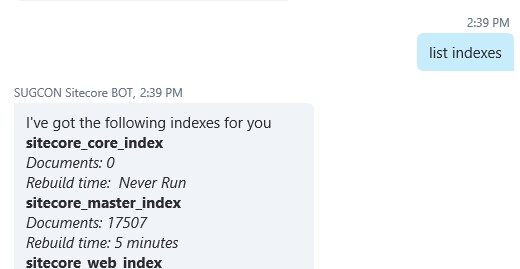 2:39 PM
list indexes
SUGCON Sitecore BOT, 2:39 PM
I've got the following indexes for you
sitecore_core_index
Documents: 0
Rebuild time:  Never Run
sitecore_master_index
Documents: 17507
Rebuild time: 5 minutes
sitecore_web_index